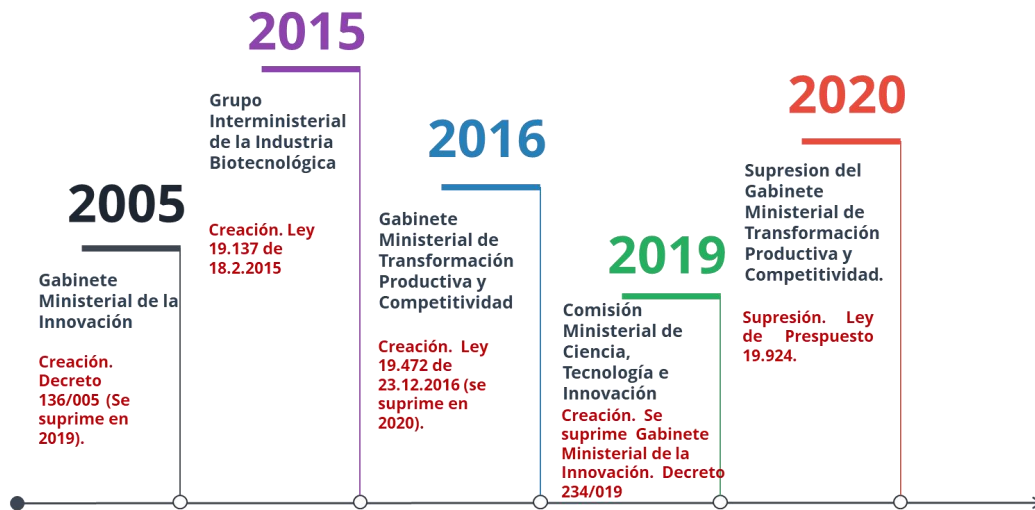 2005
Gabinete
Ministerial de la
Innovación
Creación.
Decreto
136/005 (Se
suprime en
2019).
2015
Grupo
Interministerial
de la Industria
Biotecnológica
Creación. Ley
19.137 de
18.2.2015
2016
Gabinete
Ministerial de
Transformación
Productiva y
Competitividad
Creación. Ley
19.472 de
23.12.2016 (se
suprime en
2020).
2019
Comisión
Ministerial de
Ciencia,
Tecnología e
Innovación
Creación. Se
suprime Gabinete
Ministerial de la
Innovación. Decreto
234/019
2020
Supresion del
Gabinete
Ministerial de
Transformación
Productiva y
Competitividad.
Supresión. Ley
de Prespuesto
19.924.